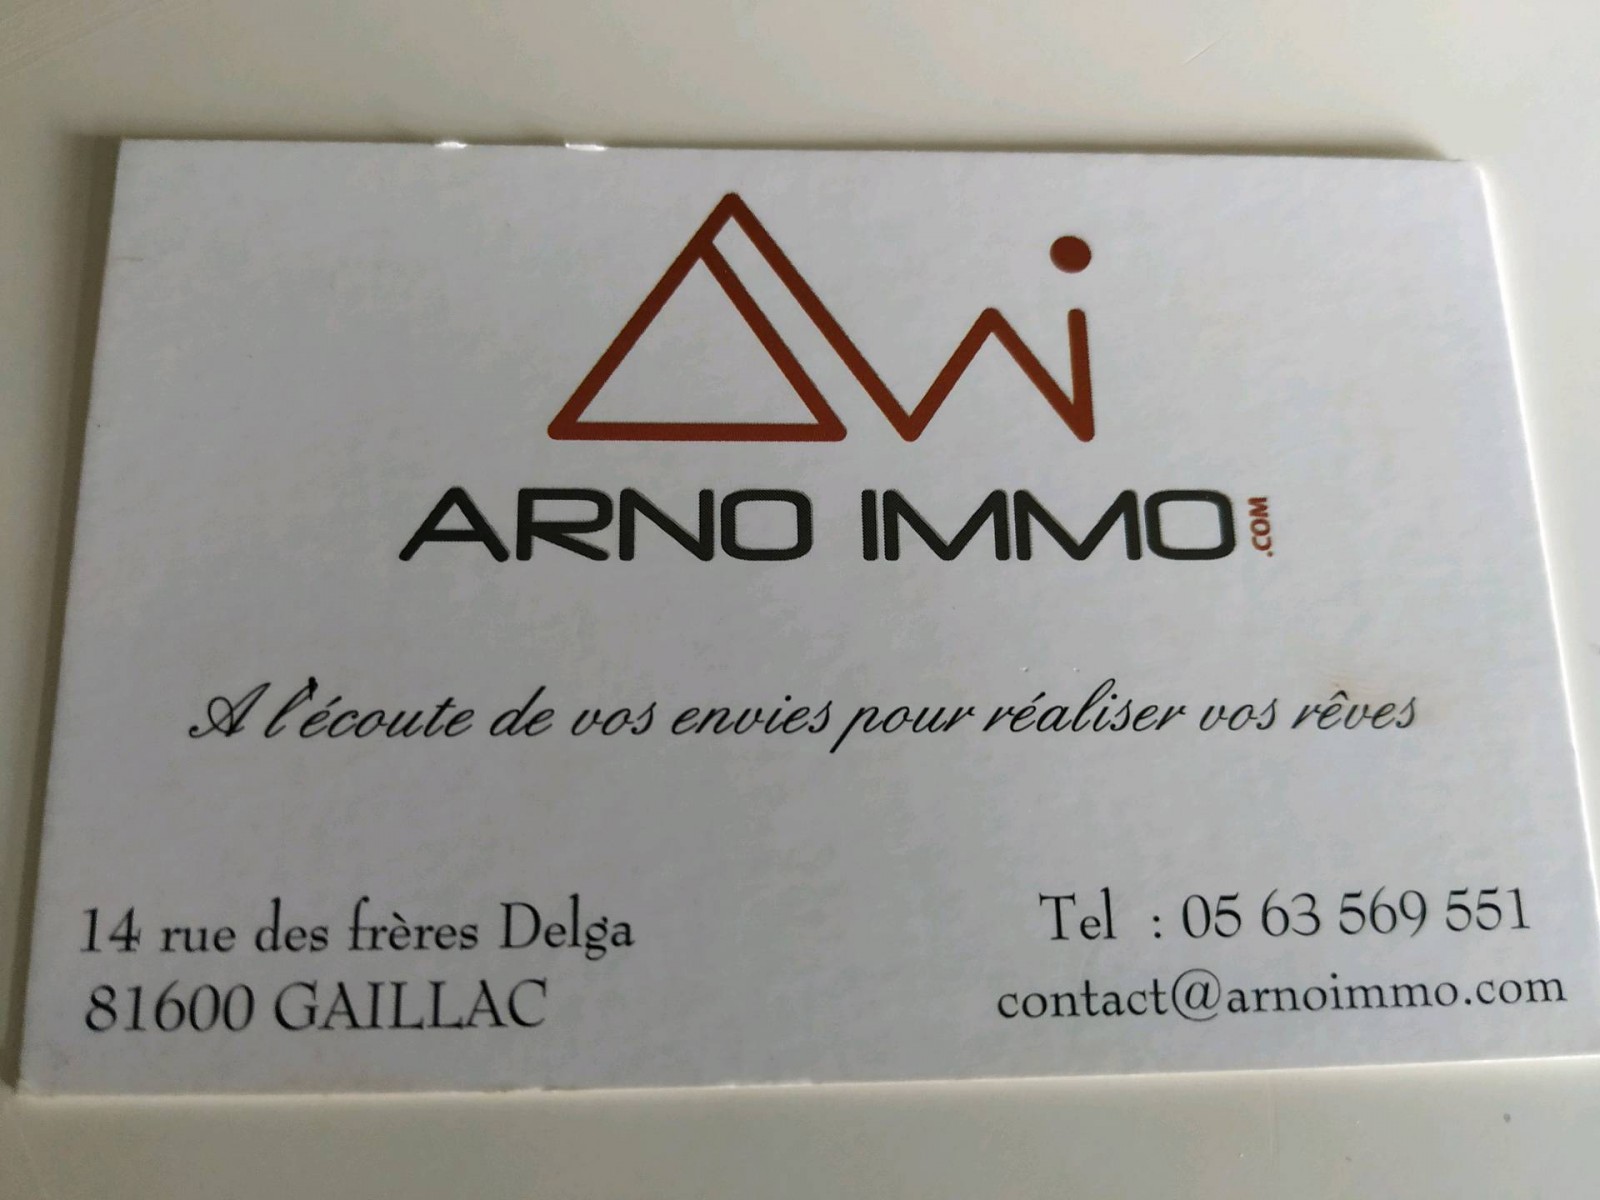 ARNO IMMO.COM
A l'écoute de vos envies pour réaliser vos rêves
14 rue des frères Delga
81600 GAILLAC
Tel : 05 63 569 551
contact@arnoimmo.com